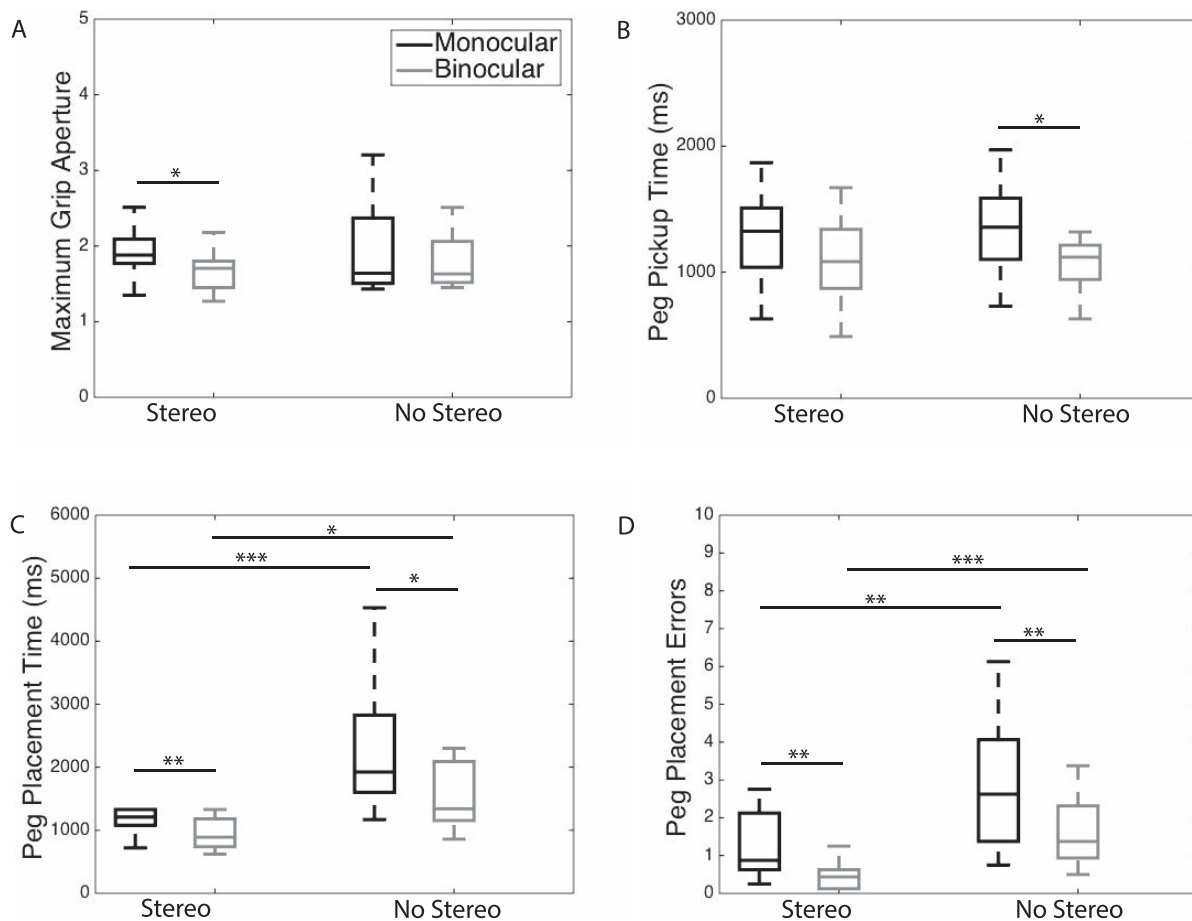 A
Maximum Grip Aperture
5
4
3
2
1
0
Monocular
Binocular
*
Stereo
No Stereo
B
Peg Pickup Time (ms)
3000
2000
1000
0
*
Stereo
No Stereo
C
Peg Placement Time (ms)
6000
5000
4000
3000
2000
1000
0
*
***
*
**
Stereo
No Stereo
D
Peg Placement Errors
10
9
8
7
6
5
4
3
2
1
0
***
**
**
**
Stereo
No Stereo